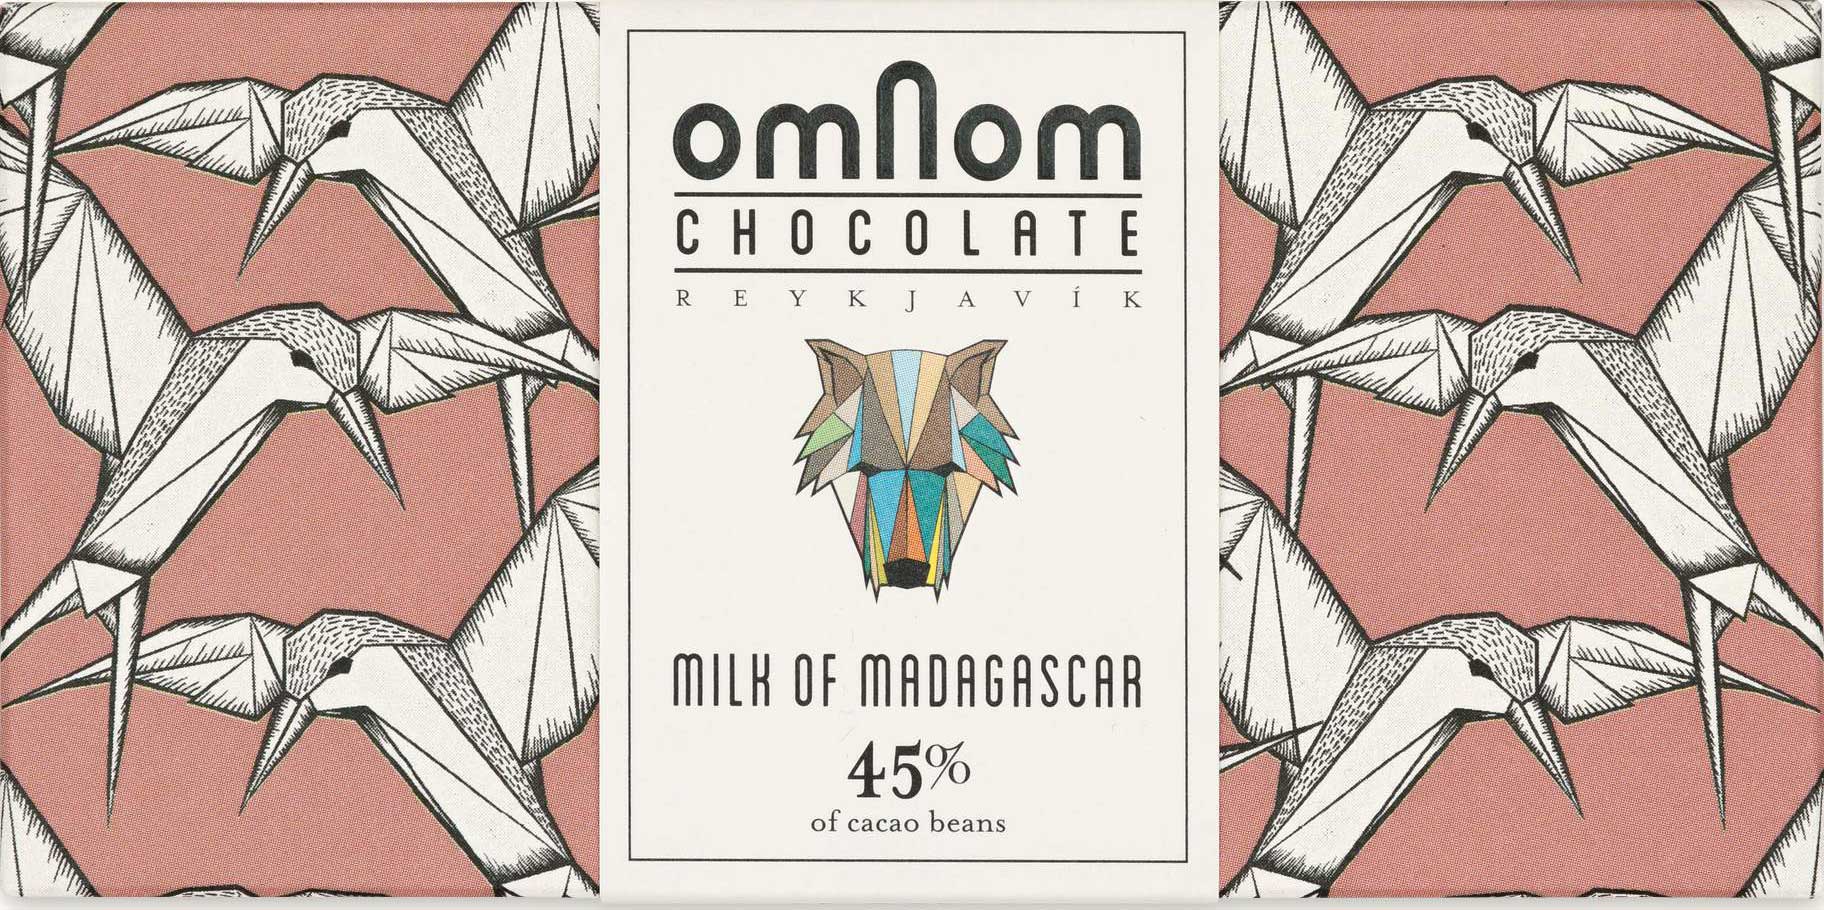 omnom
CHOCOLATE
REYKJAVÍK
MILK OF MADAGASCAR
45%
of cacao beans